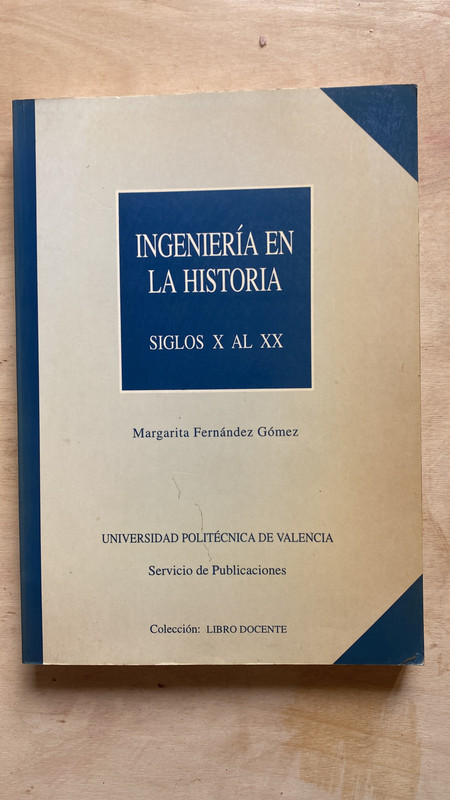 INGENIERÍA EN
LA HISTORIA
SIGLOS X AL XX
Margarita Fernández Gómez
UNIVERSIDAD POLITÉCNICA DE VALENCIA
Servicio de Publicaciones
Colección: LIBRO DOCENTE